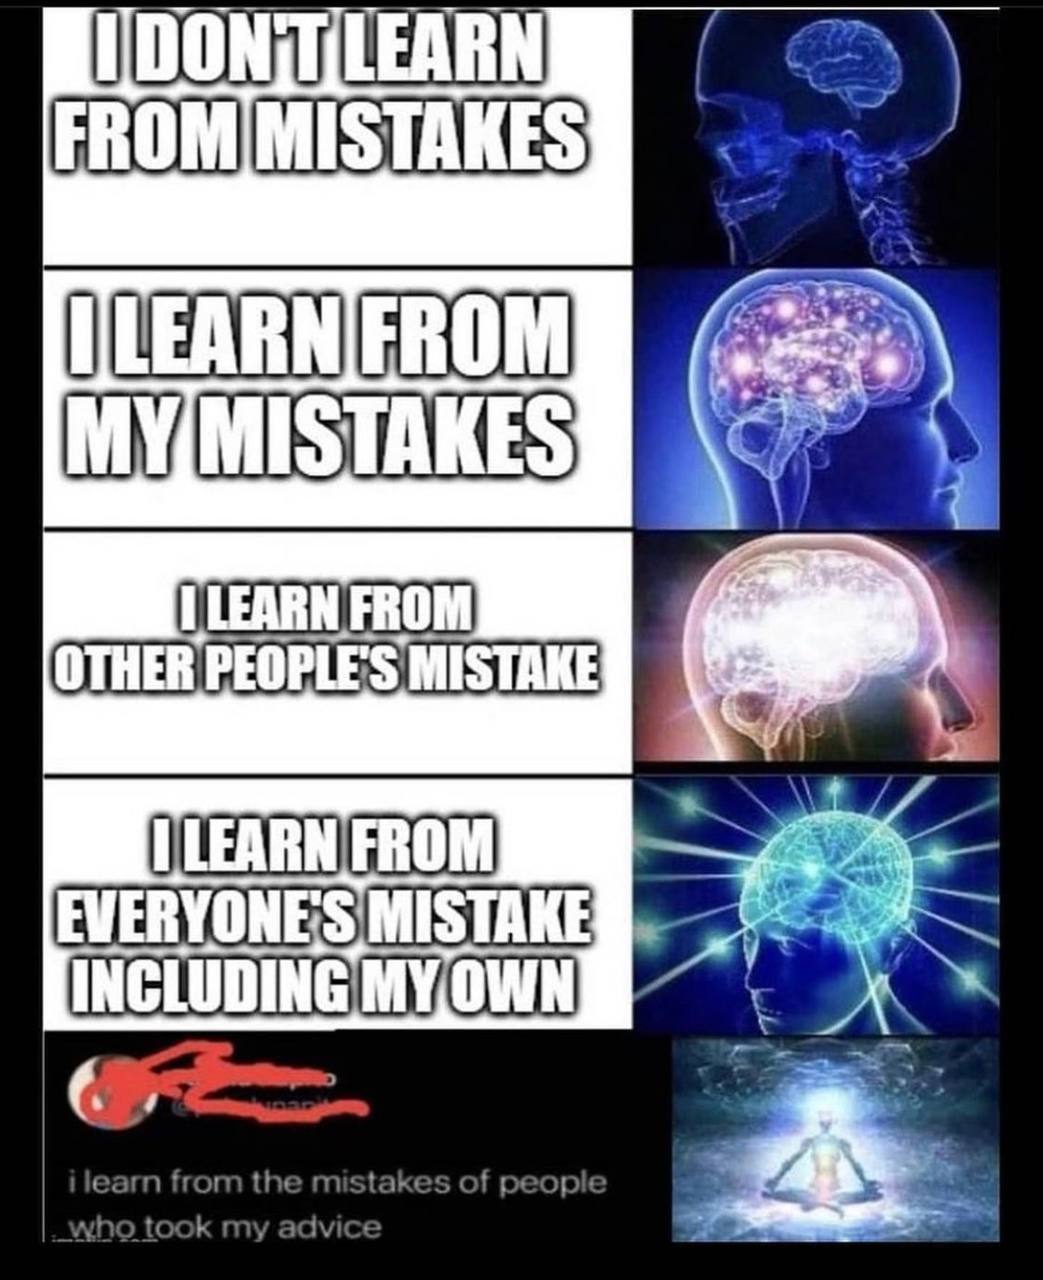 I DON'T LEARN
FROM MISTAKES
I LEARN FROM
MY MISTAKES
I LEARN FROM
OTHER PEOPLE'S MISTAKE
I LEARN FROM
EVERYONE'S MISTAKE
INCLUDING MY OWN
i learn from the mistakes of people
who took my advice